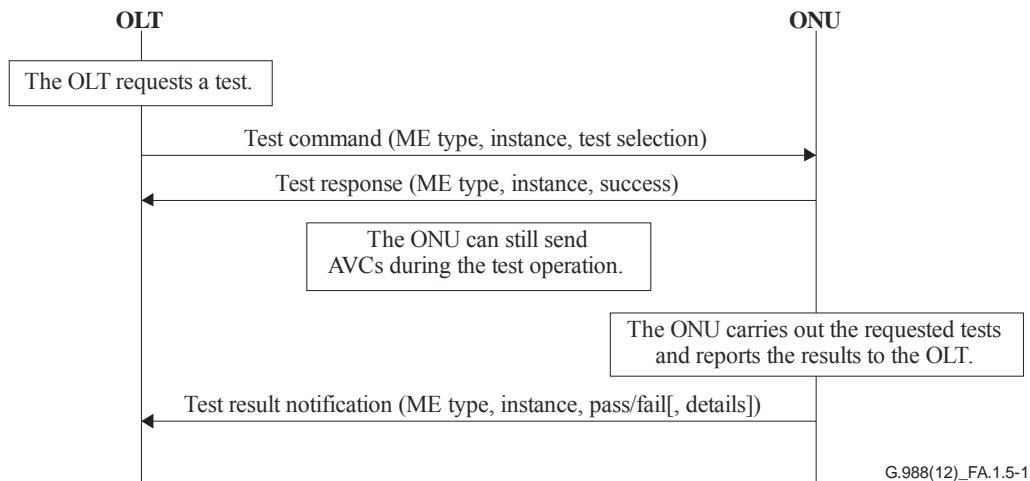 OLT
ONU
The OLT requests a test.
Test command (ME type, instance, test selection)
Test response (ME type, instance, success)
The ONU can still send
AVCs during the test operation.
The ONU carries out the requested tests
and reports the results to the OLT.
Test result notification (ME type, instance, pass/fail[, details])
G.988(12)_FA.1.5-1